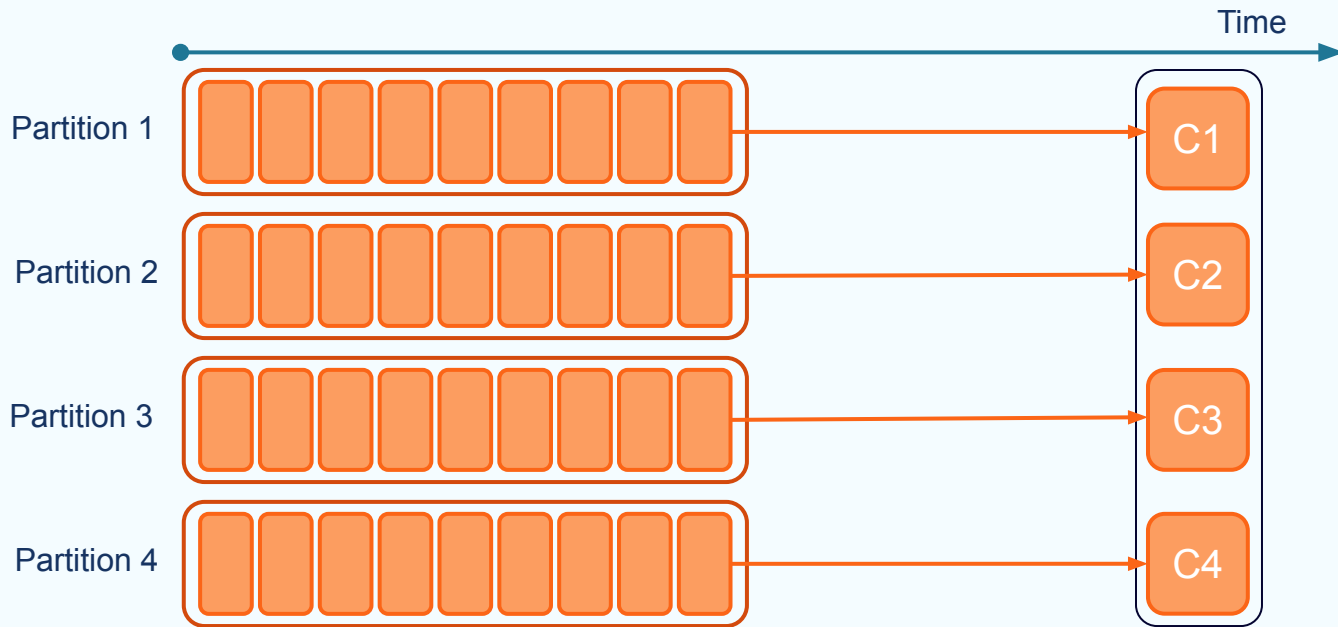 Time
Partition 1
C1
Partition 2
C2
Partition 3
C3
Partition 4
C4